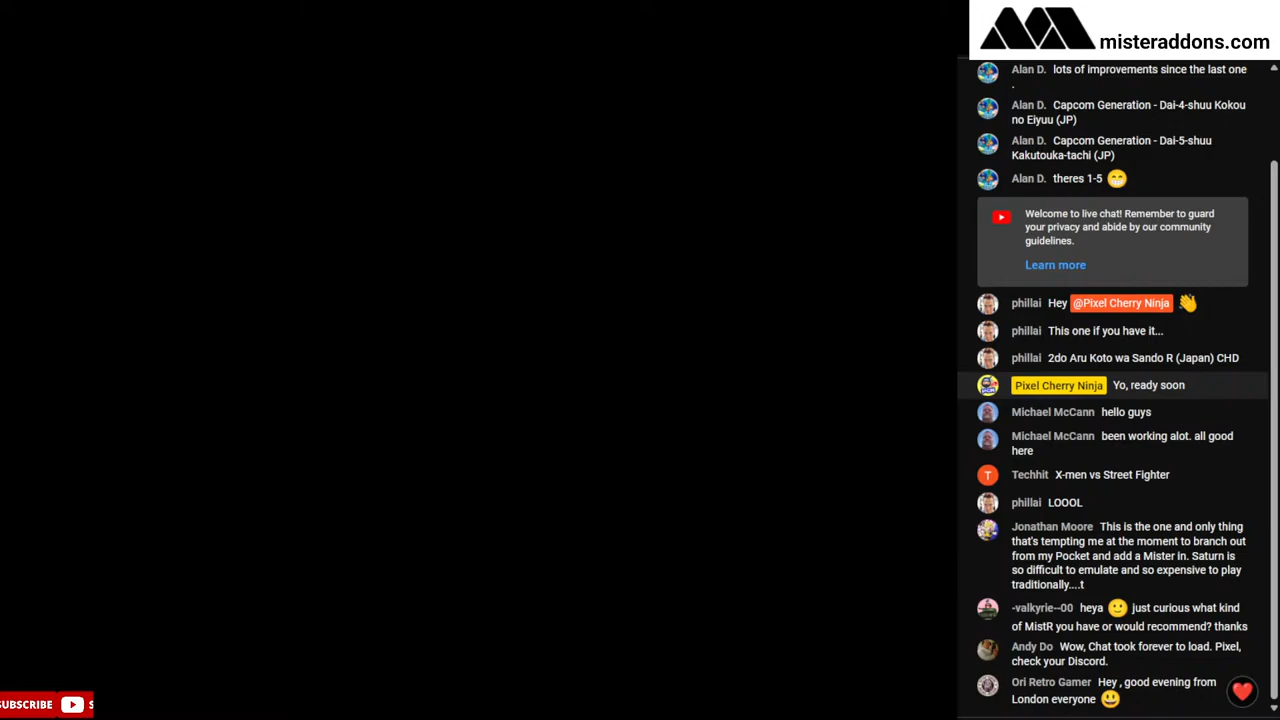 misteraddons.com
Alan D. lots of improvements since the last one
.
Alan D. Capcom Generation - Dai-4-shuu Kokou
no Eiyuu (JP)
Alan D. Capcom Generation - Dai-5-shuu
Kakutouka-tachi (JP)
Alan D. theres 1-5 😁
Welcome to live chat! Remember to guard
your privacy and abide by our community
guidelines.
Learn more
phillai Hey @Pixel Cherry Ninja 👋
phillai This one if you have it...
phillai 2do Aru Koto wa Sando R (Japan) CHD
Pixel Cherry Ninja Yo, ready soon
Michael McCann hello guys
Michael McCann been working alot. all good
here
T Techhit X-men vs Street Fighter
phillai LOOOL
Jonathan Moore This is the one and only thing
that's tempting me at the moment to branch out
from my Pocket and add a Mister in. Saturn is
so difficult to emulate and so expensive to play
traditionally....t
-valkyrie--00 heya 🙂 just curious what kind
of MistR you have or would recommend? thanks
Andy Do Wow, Chat took forever to load. Pixel,
check your Discord.
Ori Retro Gamer Hey , good evening from
London everyone 😃
SUBSCRIBE S